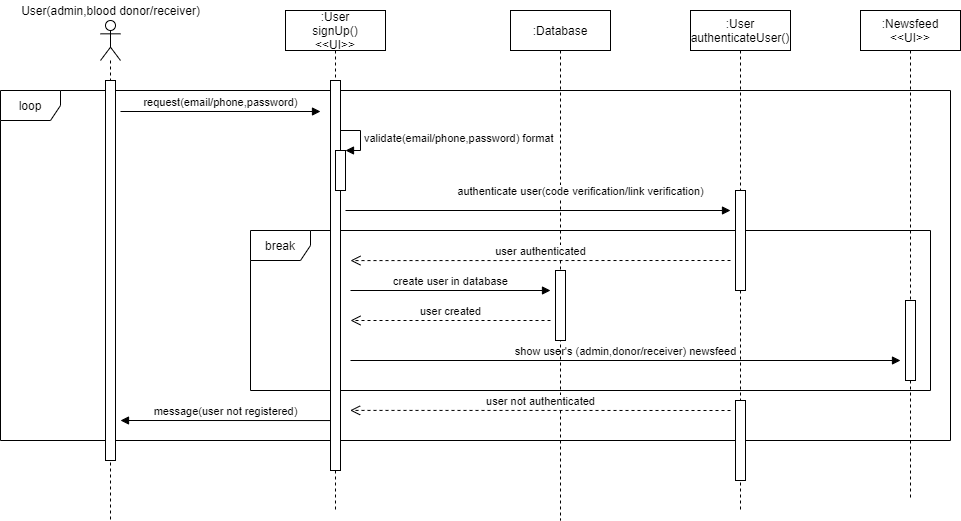 User(admin,blood donor/receiver)
:User
signUp()
<<UI>>
:Database
:User
authenticateUser()
:Newsfeed
<<UI>>
loop
request(email/phone,password)
validate(email/phone,password) format
authenticate user(code verification/link verification)
break
user authenticated
create user in database
user created
show user's (admin,donor/receiver) newsfeed
user not authenticated
message(user not registered)